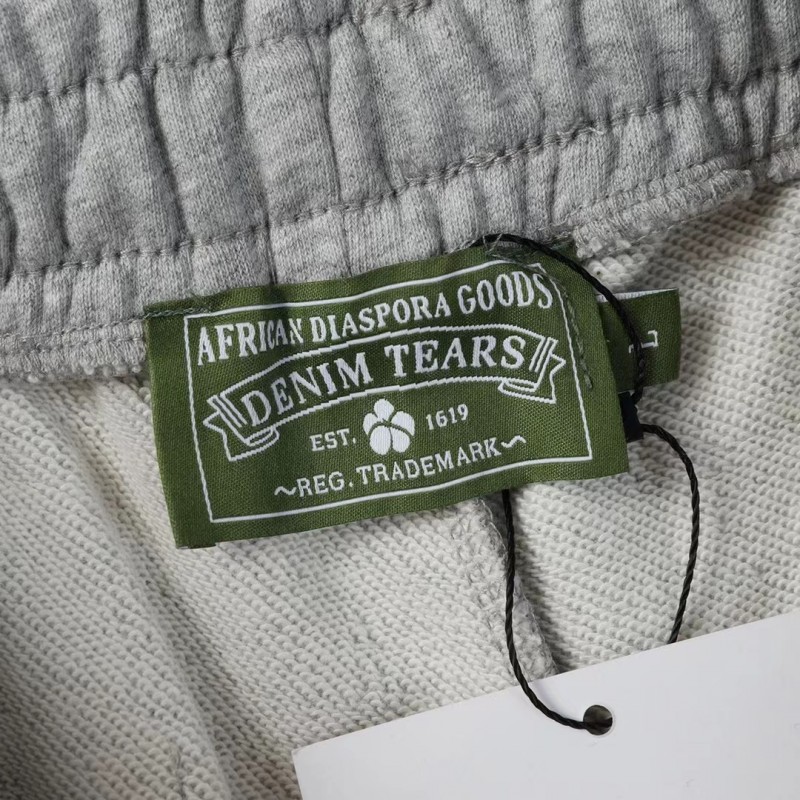 AFRICAN DIASPORA GOODS
DENIM TEARS
EST. 1619
~REG. TRADEMARK~
L